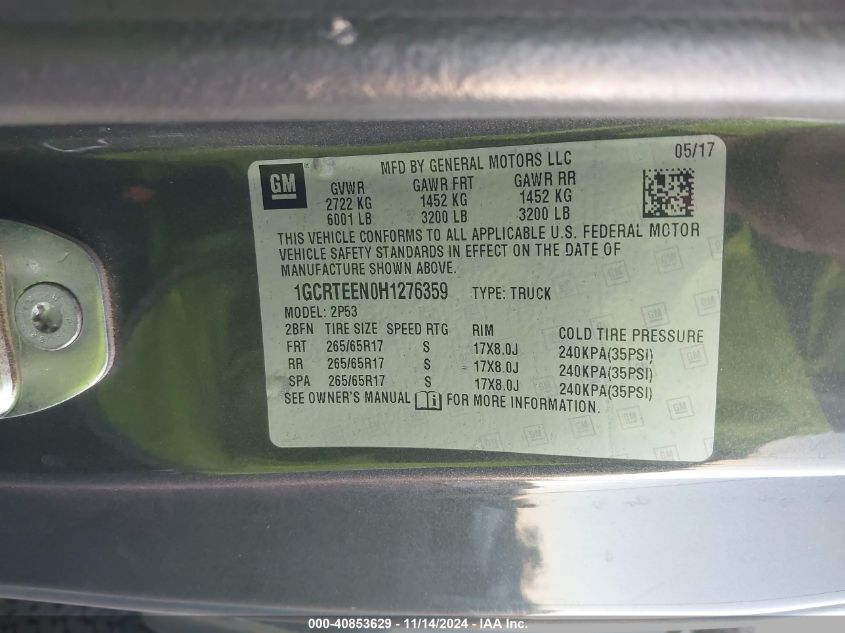 GM
MFD BY GENERAL MOTORS LLC
05/17
GVWR GAWR FRT GAWR RR
2722 KG 1452 KG 1452 KG
6001 LB 3200 LB 3200 LB
THIS VEHICLE CONFORMS TO ALL APPLICABLE U.S. FEDERAL MOTOR
VEHICLE SAFETY STANDARDS IN EFFECT ON THE DATE OF
MANUFACTURE SHOWN ABOVE.
1GCRTEEN0H1276359 TYPE: TRUCK
MODEL: 2P53
2BFN TIRE SIZE SPEED RTG RIM COLD TIRE PRESSURE
FRT 265/65R17 S 17X8.0J 240KPA(35PSI)
RR 265/65R17 S 17X8.0J 240KPA(35PSI)
SPA 265/65R17 S 17X8.0J 240KPA(35PSI)
SEE OWNER'S MANUAL FOR MORE INFORMATION.
000-40853629 - 11/14/2024 - IAA Inc.